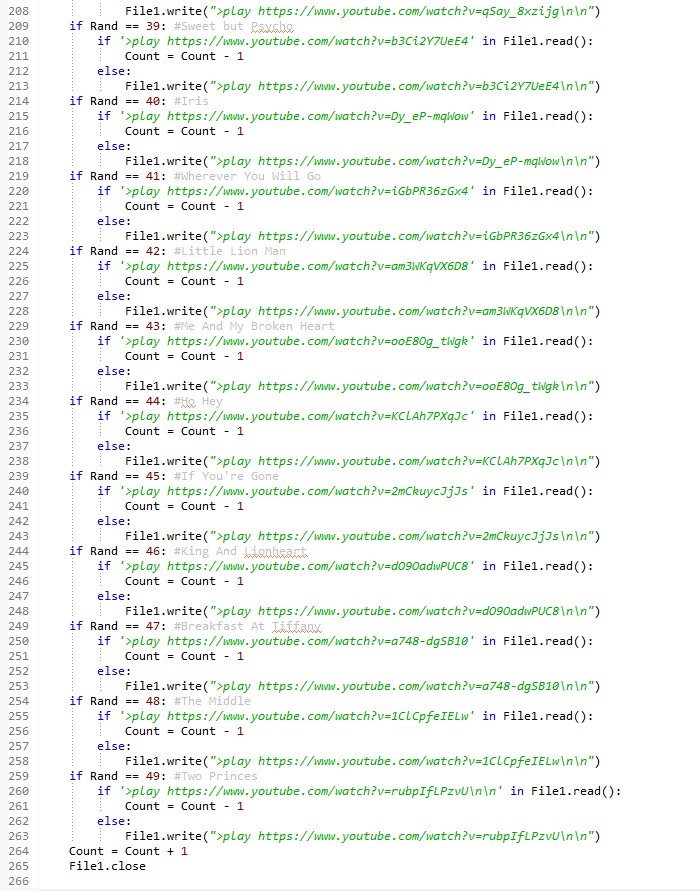 208 File1.write(">play https://www.youtube.com/watch?v=qSay_8xzijg\n\n")
209 if Rand == 39: #Sweet but Psycho
210 if '>play https://www.youtube.com/watch?v=b3Ci2Y7UeE4' in File1.read():
211 Count = Count - 1
212 else:
213 File1.write(">play https://www.youtube.com/watch?v=b3Ci2Y7UeE4\n\n")
214 if Rand == 40: #Iris
215 if '>play https://www.youtube.com/watch?v=Dy_eP-mqWow' in File1.read():
216 Count = Count - 1
217 else:
218 File1.write(">play https://www.youtube.com/watch?v=Dy_eP-mqWow\n\n")
219 if Rand == 41: #Wherever You Will Go
220 if '>play https://www.youtube.com/watch?v=iGbPR36zGx4' in File1.read():
221 Count = Count - 1
222 else:
223 File1.write(">play https://www.youtube.com/watch?v=iGbPR36zGx4\n\n")
224 if Rand == 42: #Little Lion Man
225 if '>play https://www.youtube.com/watch?v=am3WKqVX6D8' in File1.read():
226 Count = Count - 1
227 else:
228 File1.write(">play https://www.youtube.com/watch?v=am3WKqVX6D8\n\n")
229 if Rand == 43: #Me And My Broken Heart
230 if '>play https://www.youtube.com/watch?v=ooE8Og_tWgk' in File1.read():
231 Count = Count - 1
232 else:
233 File1.write(">play https://www.youtube.com/watch?v=ooE8Og_tWgk\n\n")
234 if Rand == 44: #Ho Hey
235 if '>play https://www.youtube.com/watch?v=KClAh7PXqJc' in File1.read():
236 Count = Count - 1
237 else:
238 File1.write(">play https://www.youtube.com/watch?v=KClAh7PXqJc\n\n")
239 if Rand == 45: #If You're Gone
240 if '>play https://www.youtube.com/watch?v=2mCkuycJjJs' in File1.read():
241 Count = Count - 1
242 else:
243 File1.write(">play https://www.youtube.com/watch?v=2mCkuycJjJs\n\n")
244 if Rand == 46: #King And Lionheart
245 if '>play https://www.youtube.com/watch?v=dO9OadwPUC8' in File1.read():
246 Count = Count - 1
247 else:
248 File1.write(">play https://www.youtube.com/watch?v=dO9OadwPUC8\n\n")
249 if Rand == 47: #Breakfast At Tiffany
250 if '>play https://www.youtube.com/watch?v=a748-dgSB10' in File1.read():
251 Count = Count - 1
252 else:
253 File1.write(">play https://www.youtube.com/watch?v=a748-dgSB10\n\n")
254 if Rand == 48: #The Middle
255 if '>play https://www.youtube.com/watch?v=1ClCpfeIELw' in File1.read():
256 Count = Count - 1
257 else:
258 File1.write(">play https://www.youtube.com/watch?v=1ClCpfeIELw\n\n")
259 if Rand == 49: #Two Princes
260 if '>play https://www.youtube.com/watch?v=rubpIfLPzvU\n\n' in File1.read():
261 Count = Count - 1
262 else:
263 File1.write(">play https://www.youtube.com/watch?v=rubpIfLPzvU\n\n")
264 Count = Count + 1
265 File1.close
266